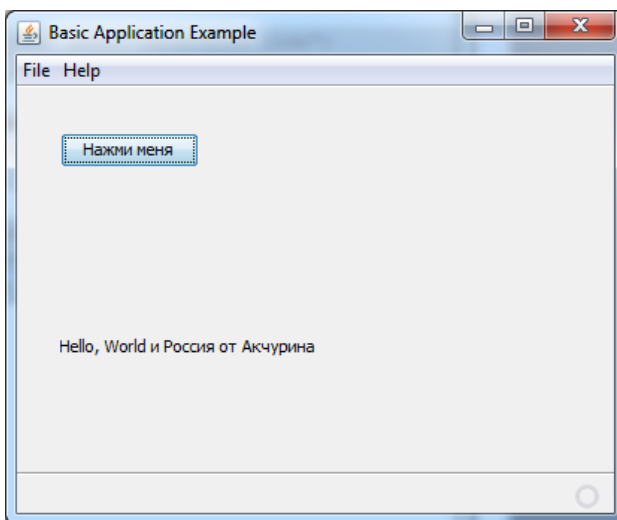 Basic Application Example
File Help
Нажми меня
Hello, World и Россия от Акчурина